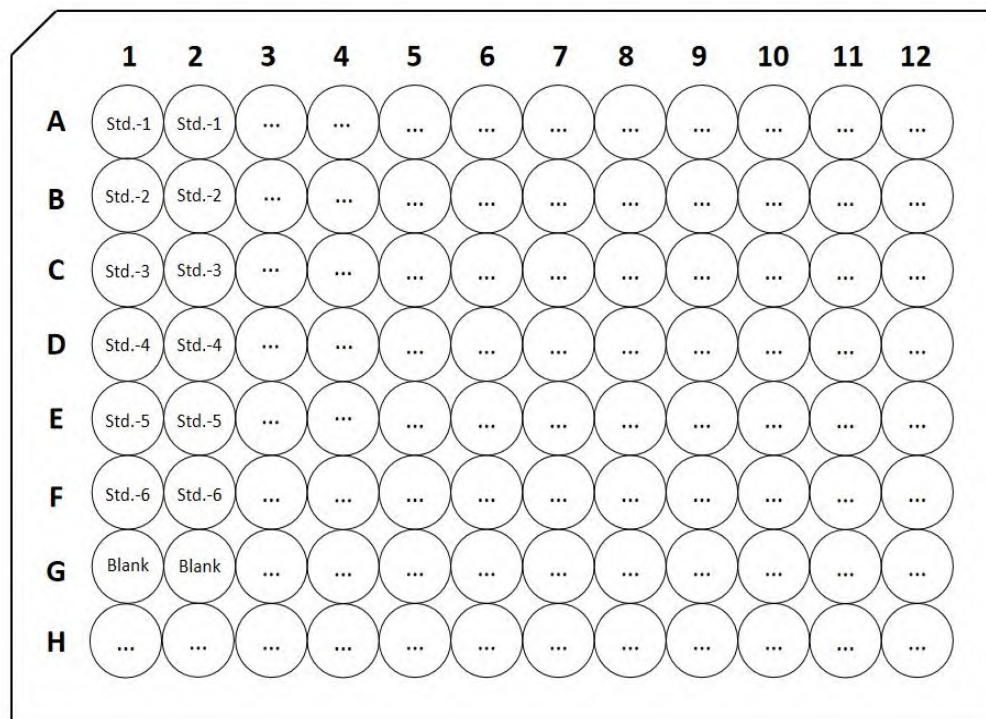 1 2 3 4 5 6 7 8 9 10 11 12
A Std.-1 Std.-1 ... ... ... ... ... ... ... ... ... ...
B Std.-2 Std.-2 ... ... ... ... ... ... ... ... ... ...
C Std.-3 Std.-3 ... ... ... ... ... ... ... ... ... ...
D Std.-4 Std.-4 ... ... ... ... ... ... ... ... ... ...
E Std.-5 Std.-5 ... ... ... ... ... ... ... ... ... ...
F Std.-6 Std.-6 ... ... ... ... ... ... ... ... ... ...
G Blank Blank ... ... ... ... ... ... ... ... ... ...
H ... ... ... ... ... ... ... ... ... ... ... ...